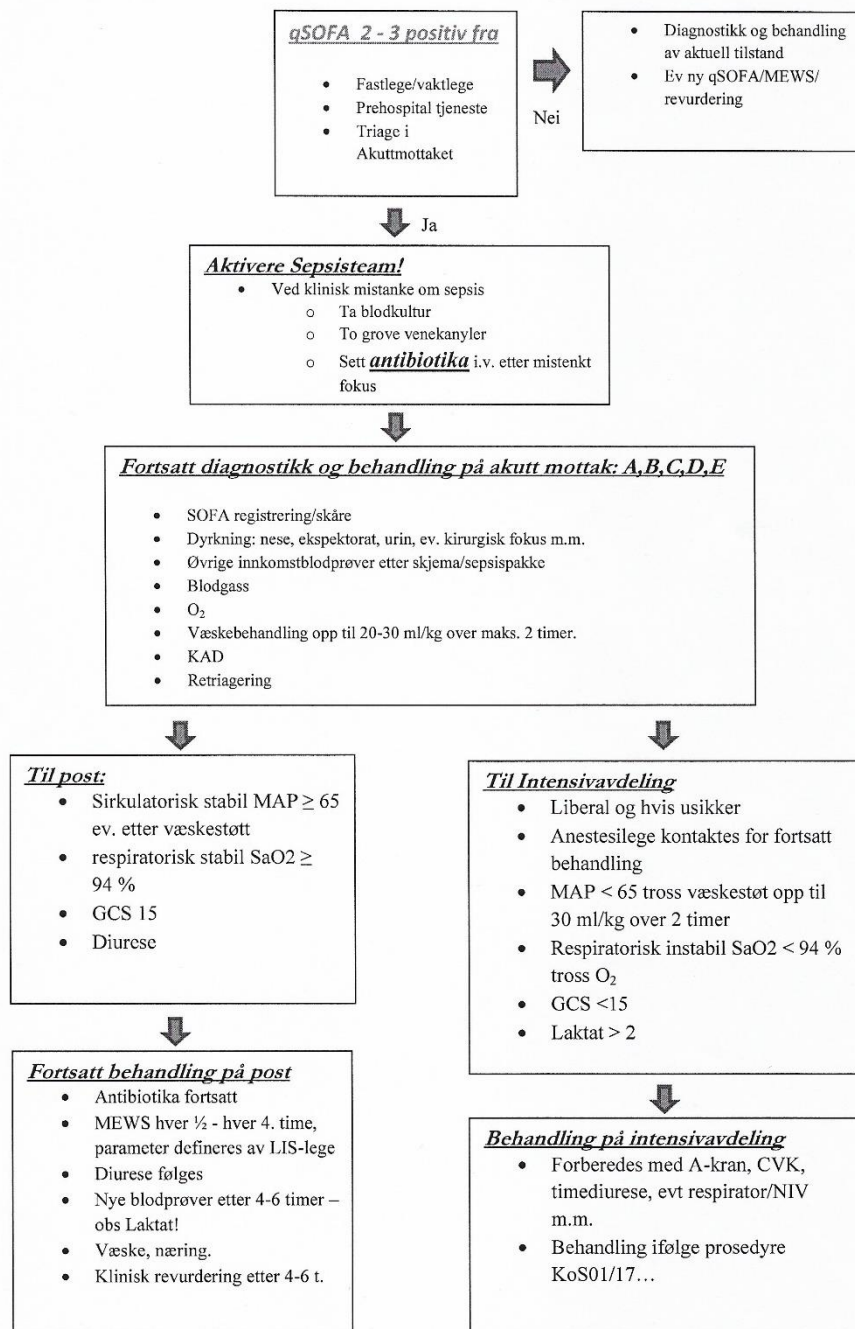 qSOFA 2 - 3 positiv fra
• Fastlege/vaktlege
• Prehospital tjeneste
• Triage i
Akuttmottaket
Nei
• Diagnostikk og behandling
av aktuell tilstand
• Ev ny qSOFA/MEWS/
revurdering
Ja
Aktivere Sepsisteam!
• Ved klinisk mistanke om sepsis
o Ta blodkultur
o To grove venekanyler
o Sett antibiotika i.v. etter mistenkt
fokus
Fortsatt diagnostikk og behandling på akutt mottak: A,B,C,D,E
• SOFA registrering/skåre
• Dyrkning: nese, ekspektorat, urin, ev. kirurgisk fokus m.m.
• Øvrige innkomstblodprøver etter skjema/sepsispakke
• Blodgass
• O₂
• Væskebehandling opp til 20-30 ml/kg over maks. 2 timer.
• KAD
• Retriagering
Til post:
• Sirkulatorisk stabil MAP ≥ 65
ev. etter væskestøtt
• respiratorisk stabil SaO2 ≥
94 %
• GCS 15
• Diurese
Til Intensivavdeling
• Liberal og hvis usikker
• Anestesilege kontaktes for fortsatt
behandling
• MAP < 65 tross væskestøt opp til
30 ml/kg over 2 timer
• Respiratorisk instabil SaO2 < 94 %
tross O₂
• GCS <15
• Laktat > 2
Fortsatt behandling på post
• Antibiotika fortsatt
• MEWS hver ½ - hver 4. time,
parameter defineres av LIS-lege
• Diurese følges
• Nye blodprøver etter 4-6 timer –
obs Laktat!
• Væske, næring.
• Klinisk revurdering etter 4-6 t.
Behandling på intensivavdeling
• Forberedes med A-kran, CVK,
timediurese, evt respirator/NIV
m.m.
• Behandling ifølge prosedyre
KoS01/17…